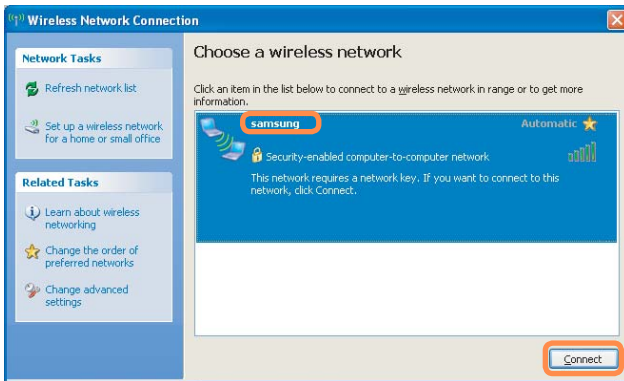 Wireless Network Connection
Network Tasks
Refresh network list
Set up a wireless network
for a home or small office
Related Tasks
Learn about wireless
networking
Change the order of
preferred networks
Change advanced
settings
Choose a wireless network
Click an item in the list below to connect to a wireless network in range or to get more
information.
samsung Automatic
Security-enabled computer-to-computer network
This network requires a network key. If you want to connect to this
network, click Connect.
Connect